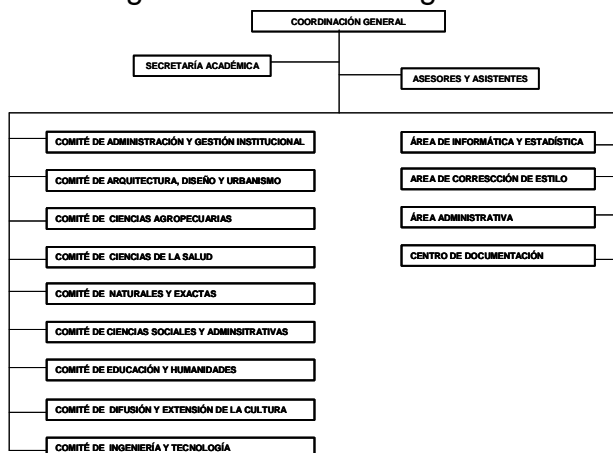 COORDINACIÓN GENERAL
SECRETARÍA ACADÉMICA
ASESORES Y ASISTENTES
COMITÉ DE ADMINISTRACIÓN Y GESTIÓN INSTITUCIONAL
COMITÉ DE ARQUITECTURA, DISEÑO Y URBANISMO
COMITÉ DE CIENCIAS AGROPECUARIAS
COMITÉ DE CIENCIAS DE LA SALUD
COMITÉ DE NATURALES Y EXACTAS
COMITÉ DE CIENCIAS SOCIALES Y ADMINSITRATIVAS
COMITÉ DE EDUCACIÓN Y HUMANIDADES
COMITÉ DE DIFUSIÓN Y EXTENSIÓN DE LA CULTURA
COMITÉ DE INGENIERÍA Y TECNOLOGÍA
ÁREA DE INFORMÁTICA Y ESTADÍSTICA
AREA DE CORRESCCIÓN DE ESTILO
ÁREA ADMINISTRATIVA
CENTRO DE DOCUMENTACIÓN